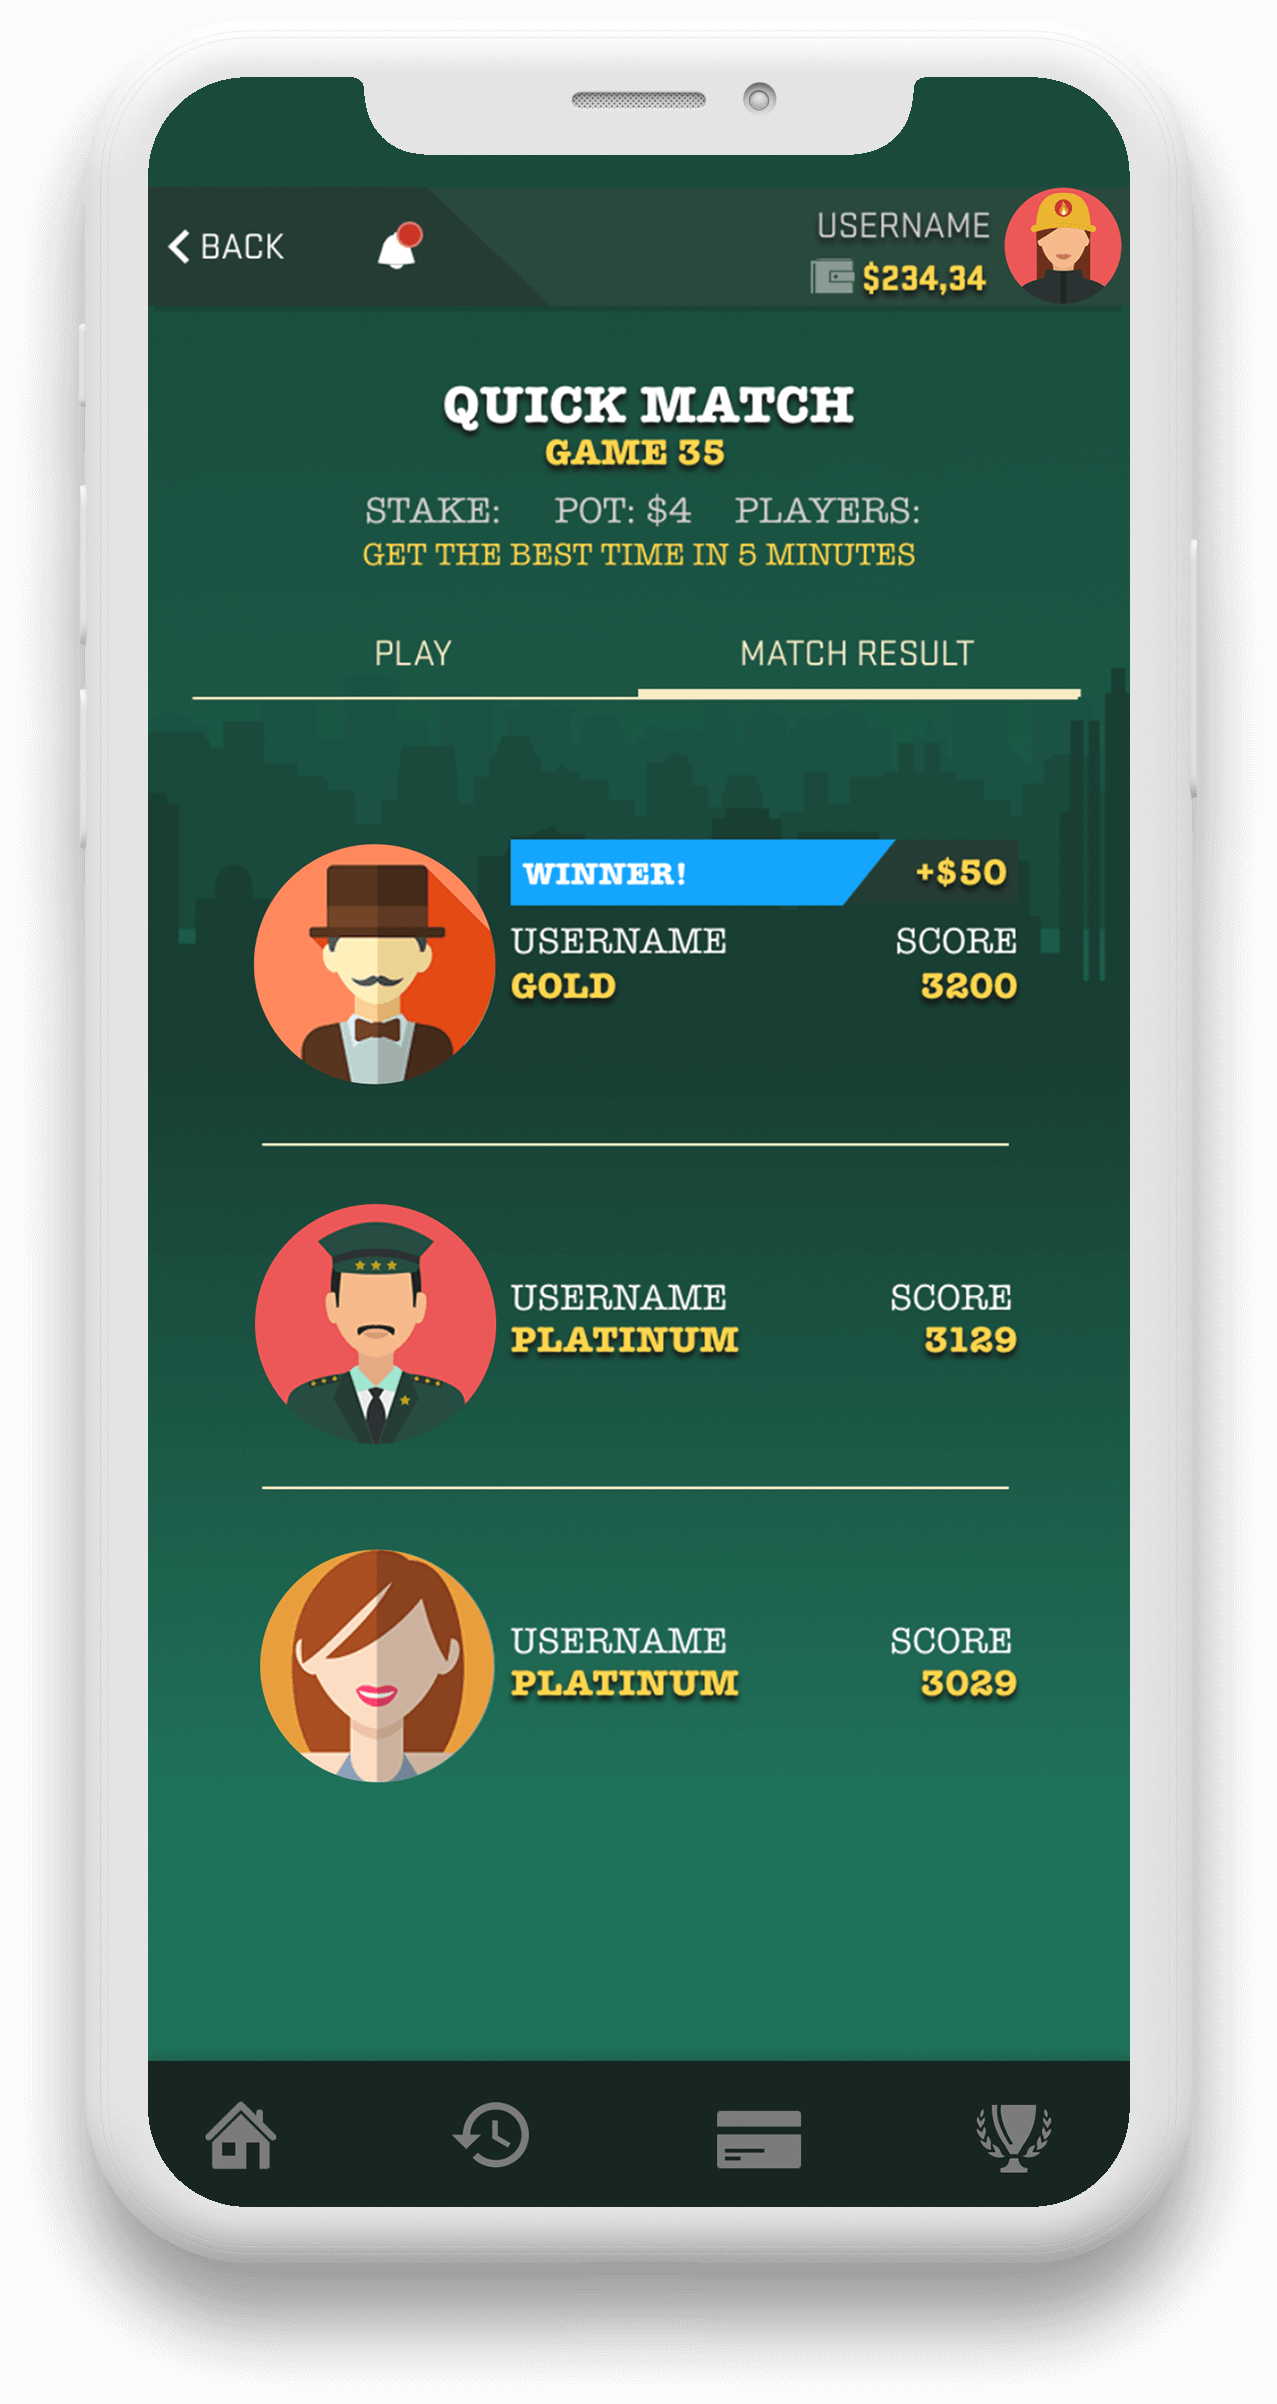 BACK
USERNAME
$234,34
QUICK MATCH
GAME 35
STAKE: POT: $4 PLAYERS:
GET THE BEST TIME IN 5 MINUTES
PLAY MATCH RESULT
WINNER! +$50
USERNAME SCORE
GOLD 3200
USERNAME SCORE
PLATINUM 3129
USERNAME SCORE
PLATINUM 3029